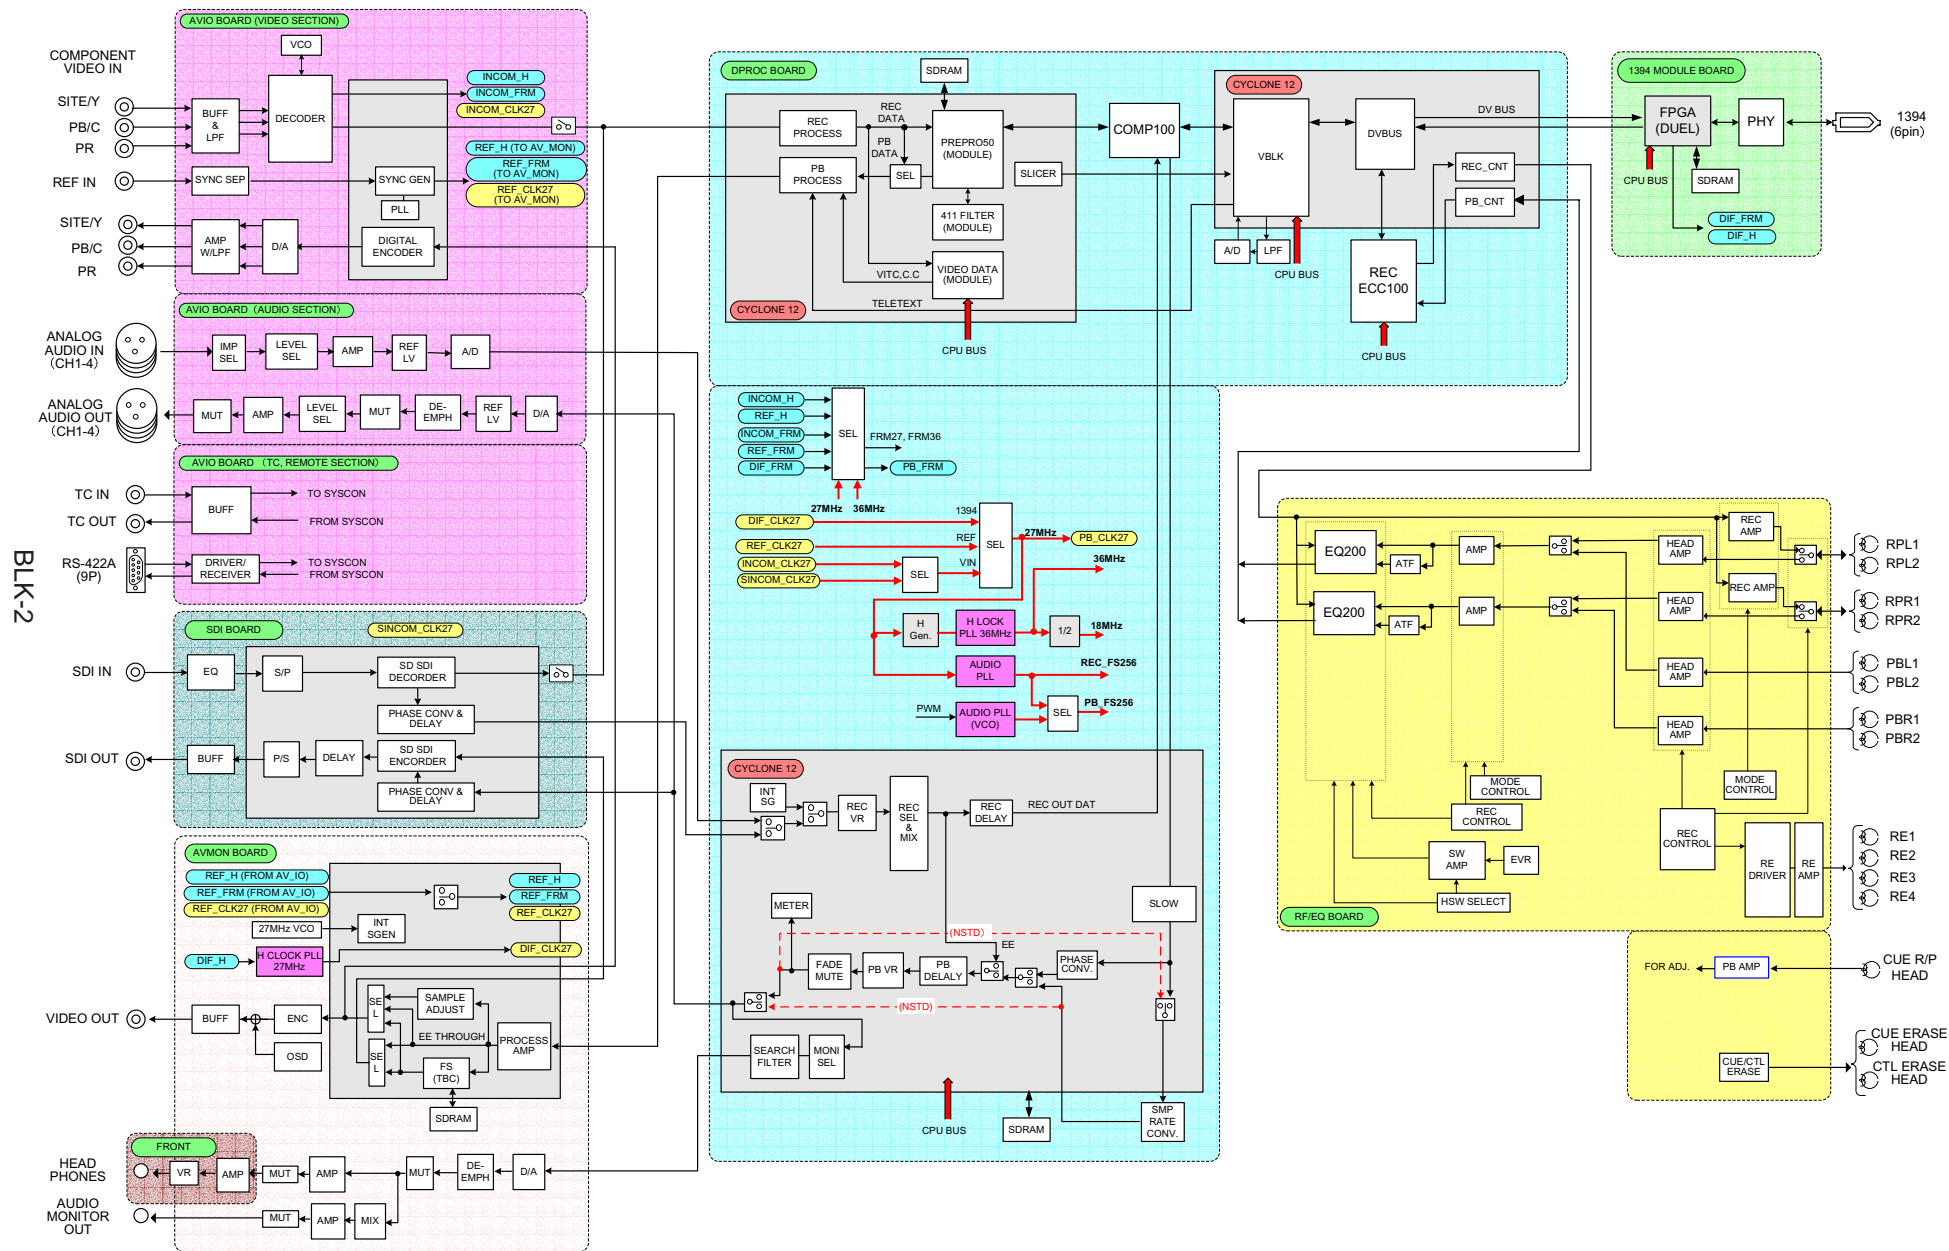 AVIO BOARD (VIDEO SECTION)
COMPONENT
VIDEO IN
SITE/Y
PB/C
PR
REF IN
SITE/Y
PB/C
PR
VCO
BUFF
&
LPF
DECODER
SYNC SEP
SYNC GEN
PLL
AMP
W/LPF
D/A
DIGITAL
ENCODER
INCOM_H
INCOM_FRM
INCOM_CLK27
REF_H (TO AV_MON)
REF_FRM
(TO AV_MON)
REF_CLK27
(TO AV_MON)
AVIO BOARD (AUDIO SECTION)
ANALOG
AUDIO IN
(CH1-4)
IMP
SEL
LEVEL
SEL
AMP
REF
LV
A/D
ANALOG
AUDIO OUT
(CH1-4)
MUT
AMP
LEVEL
SEL
MUT
DE-
EMPH
REF
LV
D/A
AVIO BOARD (TC, REMOTE SECTION)
TC IN
TC OUT
BUFF
TO SYSCON
FROM SYSCON
RS-422A
(9P)
DRIVER/
RECEIVER
TO SYSCON
FROM SYSCON
BLK-2
SDI BOARD
SINCOM_CLK27
SDI IN
EQ
S/P
SD SDI
DECORDER
PHASE CONV &
DELAY
SDI OUT
BUFF
P/S
DELAY
SD SDI
ENCORDER
PHASE CONV &
DELAY
AVMON BOARD
REF_H (FROM AV_IO)
REF_FRM (FROM AV_IO)
REF_CLK27 (FROM AV_IO)
REF_H
REF_FRM
REF_CLK27
27MHz VCO
INT
SGEN
DIF_H
H CLOCK PLL
27MHz
DIF_CLK27
VIDEO OUT
BUFF
ENC
OSD
SE
L
SE
L
SAMPLE
ADJUST
EE THROUGH
FS
(TBC)
PROCESS
AMP
SDRAM
FRONT
HEAD
PHONES
VR
AMP
MUT
AMP
MUT
DE-
EMPH
D/A
AUDIO
MONITOR
OUT
MUT
AMP
MIX
DPROC BOARD
SDRAM
REC
PROCESS
PB
PROCESS
REC
DATA
PB
DATA
SEL
PREPRO50
(MODULE)
411 FILTER
(MODULE)
VIDEO DATA
(MODULE)
VITC,C.C
TELETEXT
CYCLONE 12
CPU BUS
SLICER
COMP100
CYCLONE 12
VBLK
DVBUS
A/D
LPF
CPU BUS
REC_CNT
PB_CNT
REC
ECC100
CPU BUS
DV BUS
1394 MODULE BOARD
FPGA
(DUEL)
PHY
1394
(6pin)
CPU BUS
SDRAM
DIF_FRM
DIF_H
INCOM_H
REF_H
INCOM_FRM
REF_FRM
DIF_FRM
SEL
FRM27, FRM36
PB_FRM
27MHz
36MHz
DIF_CLK27
REF_CLK27
INCOM_CLK27
SINCOM_CLK27
SEL
1394
REF
VIN
SEL
27MHz
PB_CLK27
36MHz
H
Gen.
H LOCK
PLL 36MHz
1/2
18MHz
AUDIO
PLL
REC_FS256
PWM
AUDIO PLL
(VCO)
SEL
PB_FS256
CYCLONE 12
INT
SG
REC
VR
REC
SEL
&
MIX
REC
DELAY
REC OUT DAT
METER
SLOW
(NSTD)
EE
FADE
MUTE
PB VR
PB
DELALY
PHASE
CONV.
(NSTD)
SEARCH
FILTER
MONI
SEL
CPU BUS
SDRAM
SMP
RATE
CONV.
EQ200
ATF
AMP
HEAD
AMP
REC
AMP
RPL1
RPL2
EQ200
ATF
AMP
HEAD
AMP
REC AMP
RPR1
RPR2
HEAD
AMP
PBL1
PBL2
HEAD
AMP
PBR1
PBR2
MODE
CONTROL
REC
CONTROL
MODE
CONTROL
REC
CONTROL
SW
AMP
EVR
HSW SELECT
RE
DRIVER
RE
AMP
RE1
RE2
RE3
RE4
RF/EQ BOARD
FOR ADJ.
PB AMP
CUE R/P
HEAD
CUE/CTL
ERASE
CUE ERASE
HEAD
CTL ERASE
HEAD